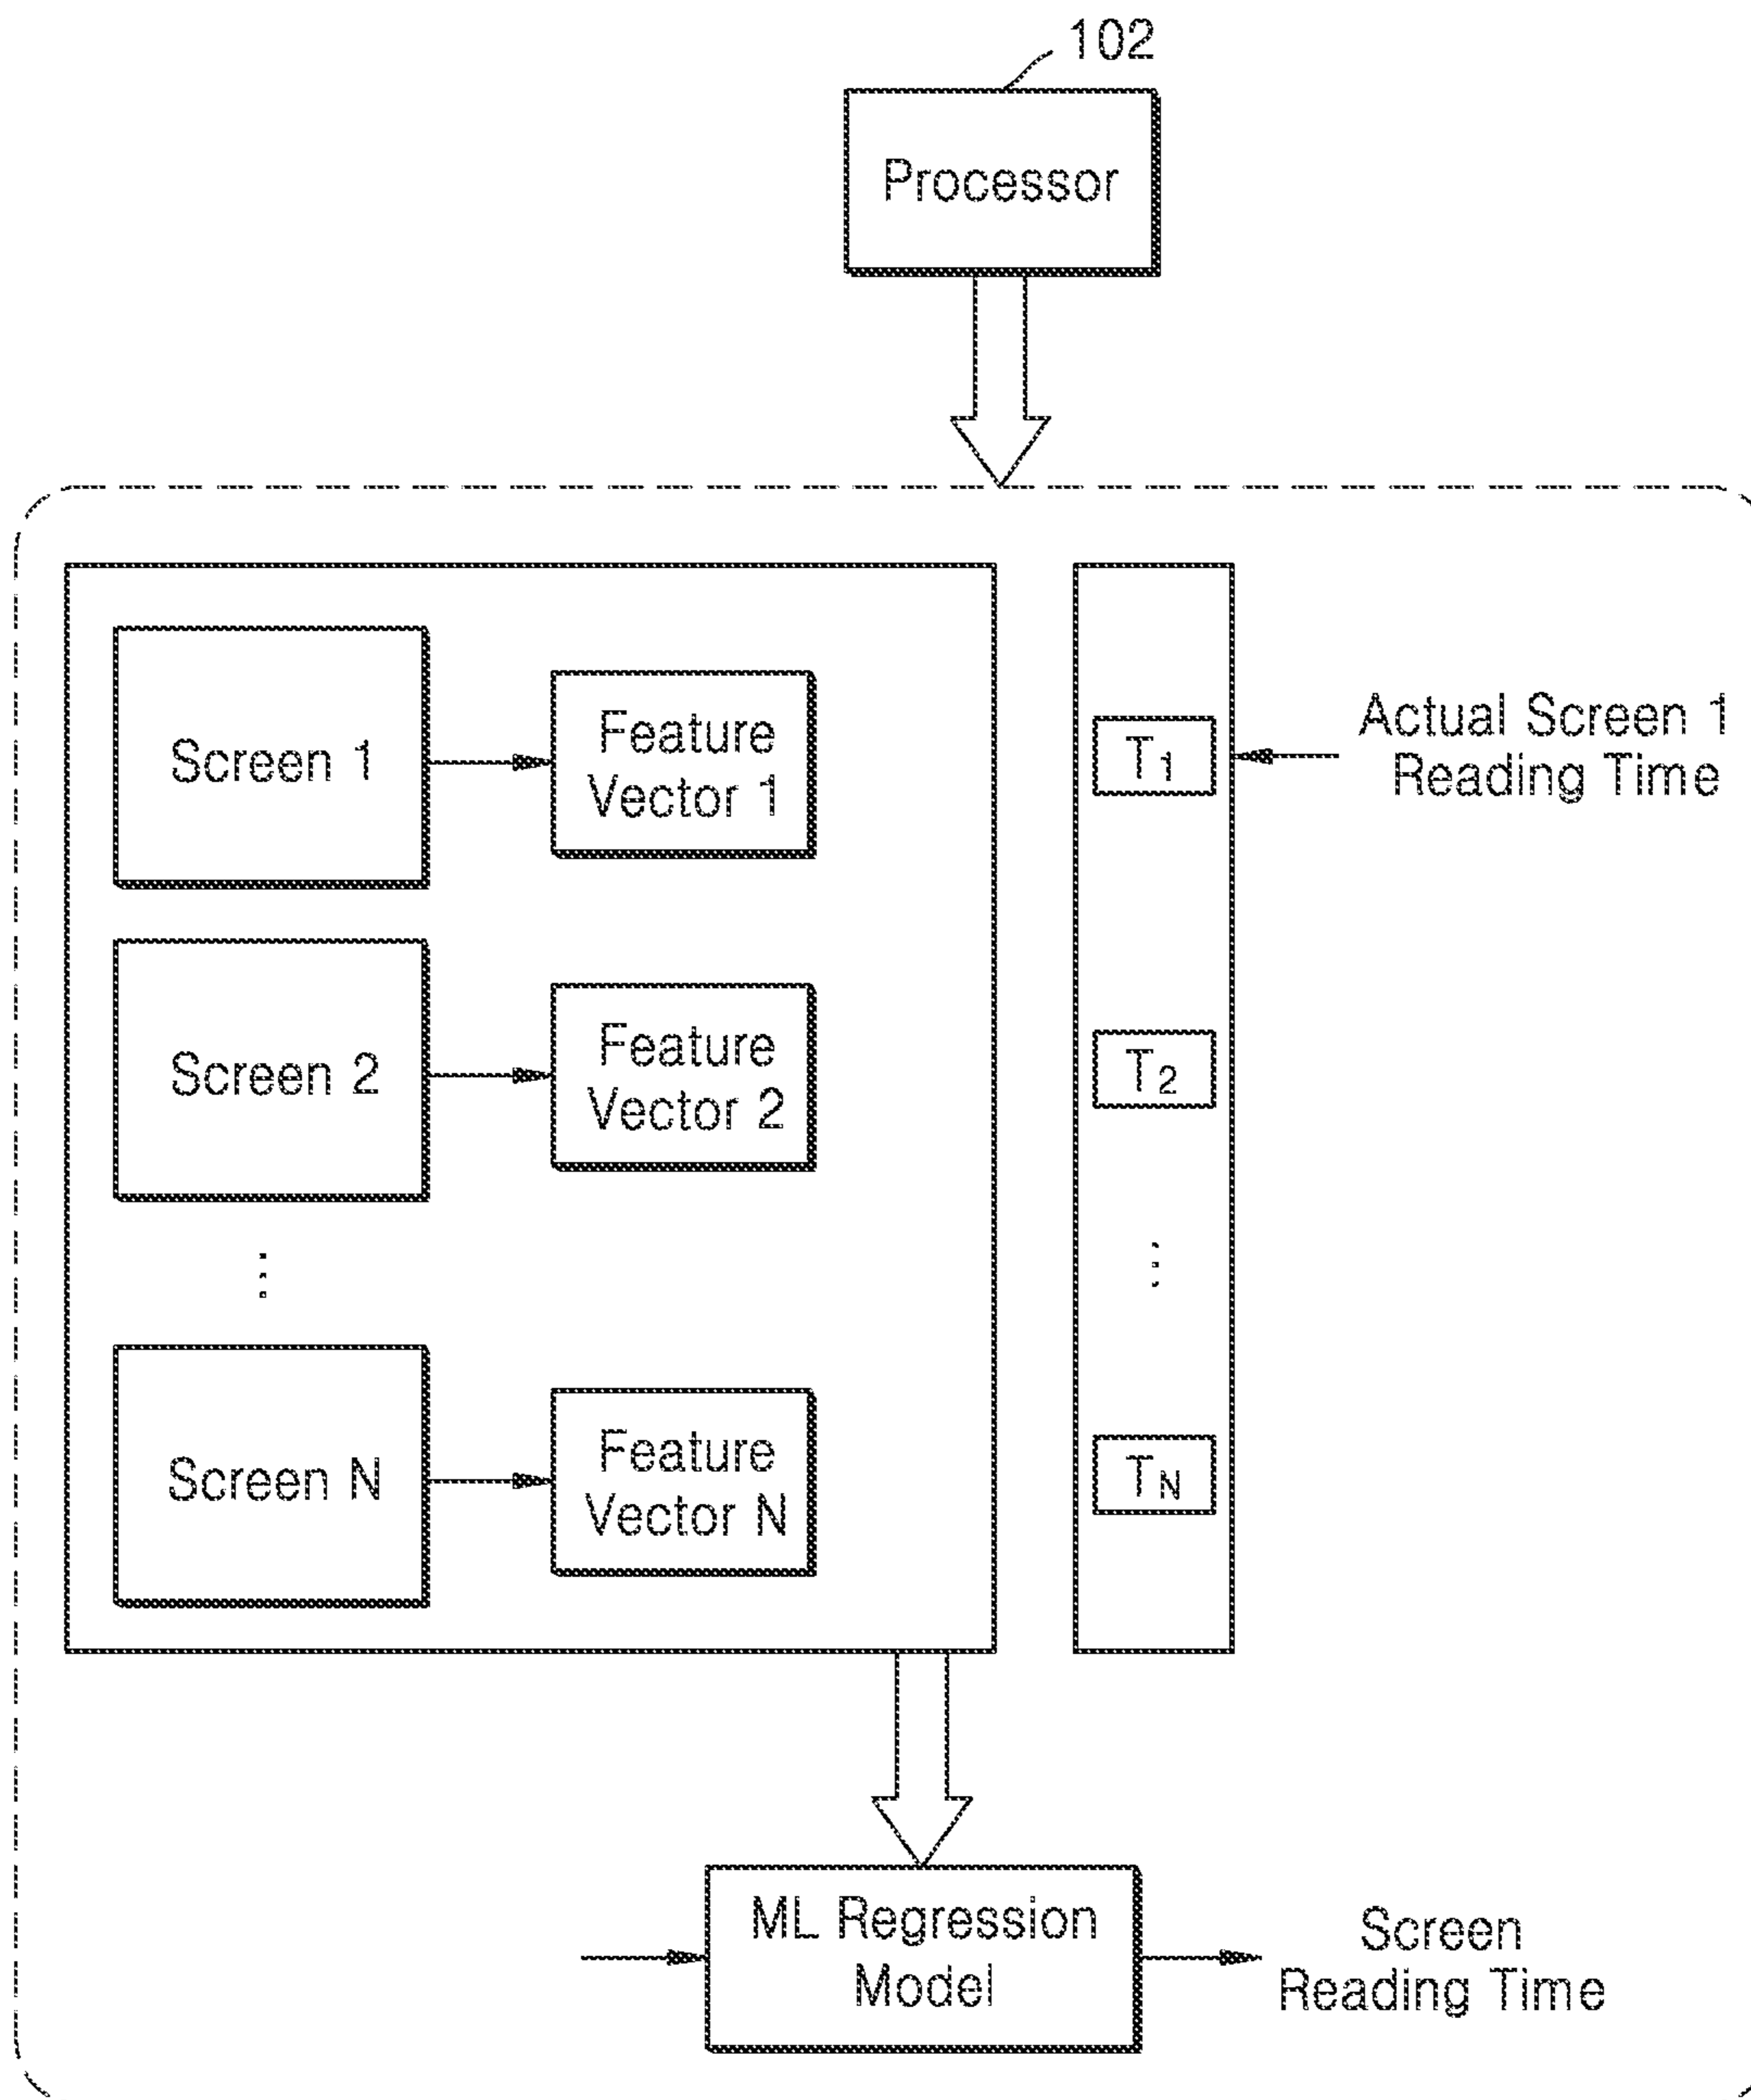 102
Processor
Screen 1
Feature
Vector 1
T1
Actual Screen 1
Reading Time
Screen 2
Feature
Vector 2
T2
Screen N
Feature
Vector N
TN
ML Regression
Model
Screen
Reading Time